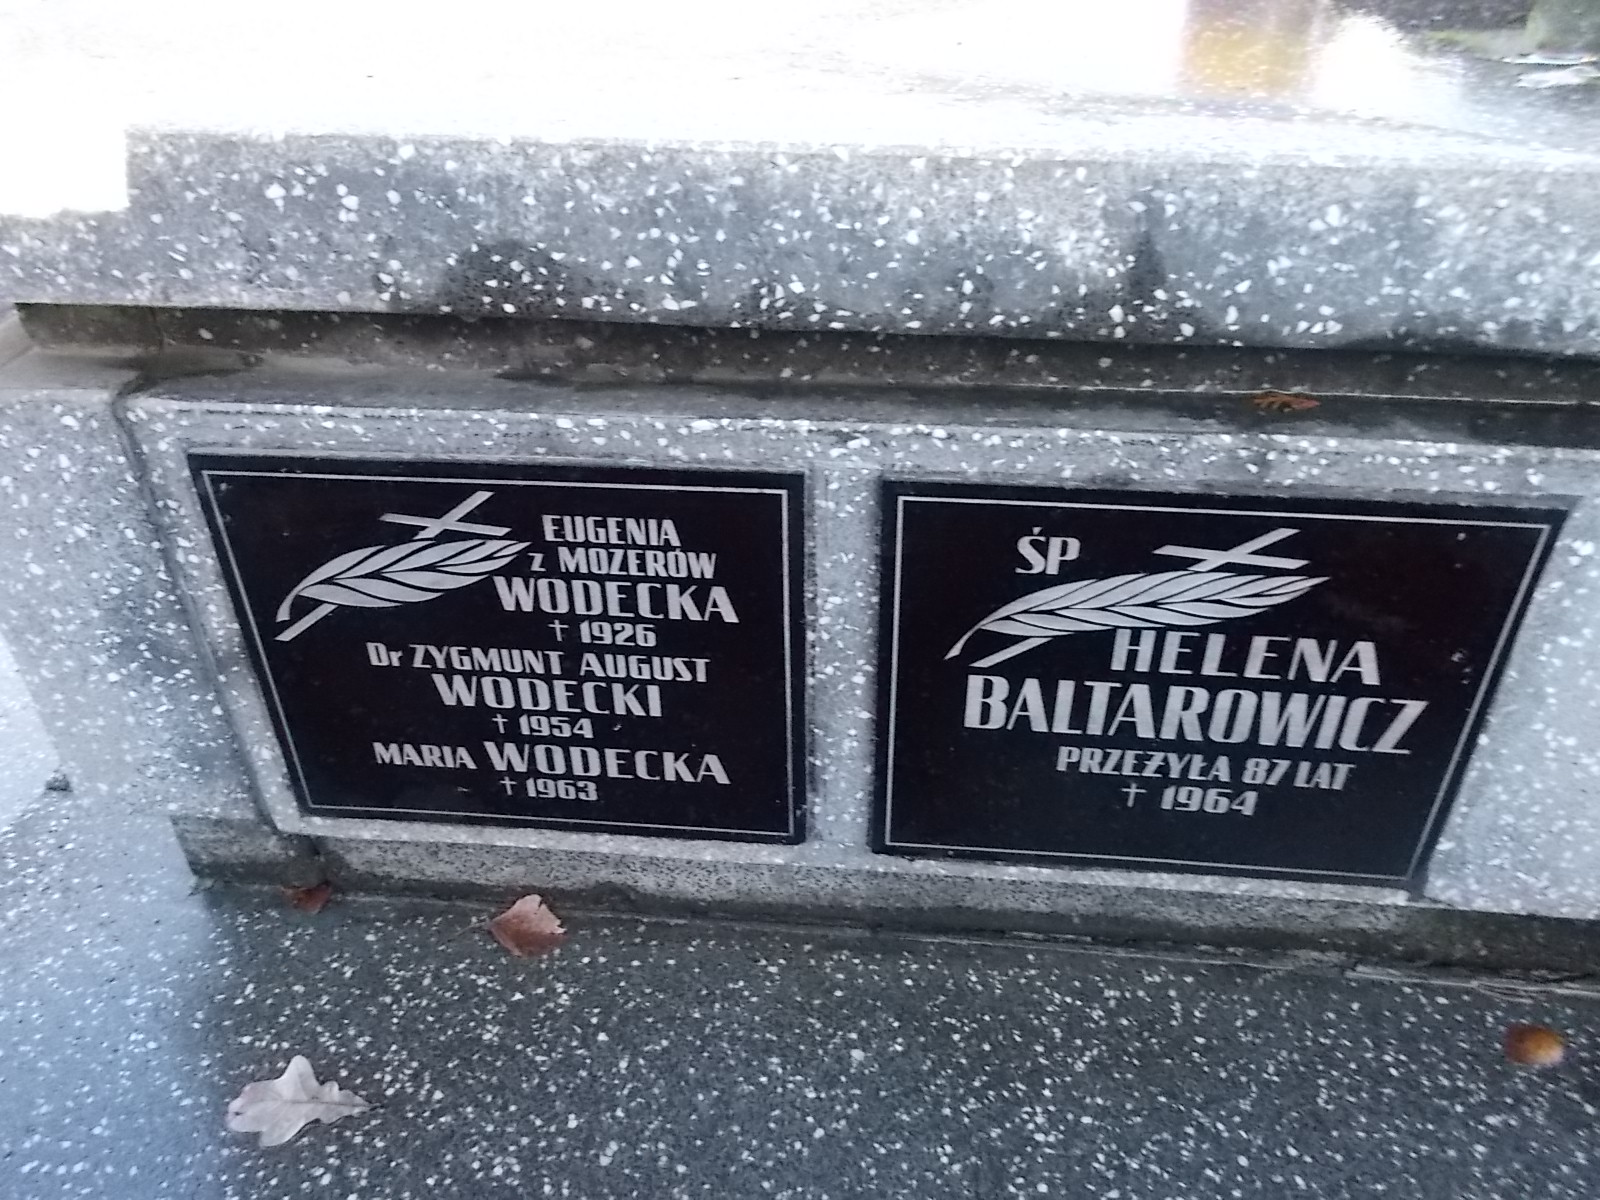 EUGENIA
z MOZERÓW
WODECKA
† 1926
Dr ZYGMUNT AUGUST
WODECKI
† 1954
MARIA WODECKA
† 1963
ŚP
HELENA
BALTAROWICZ
PRZEŻYŁA 87 LAT
† 1964